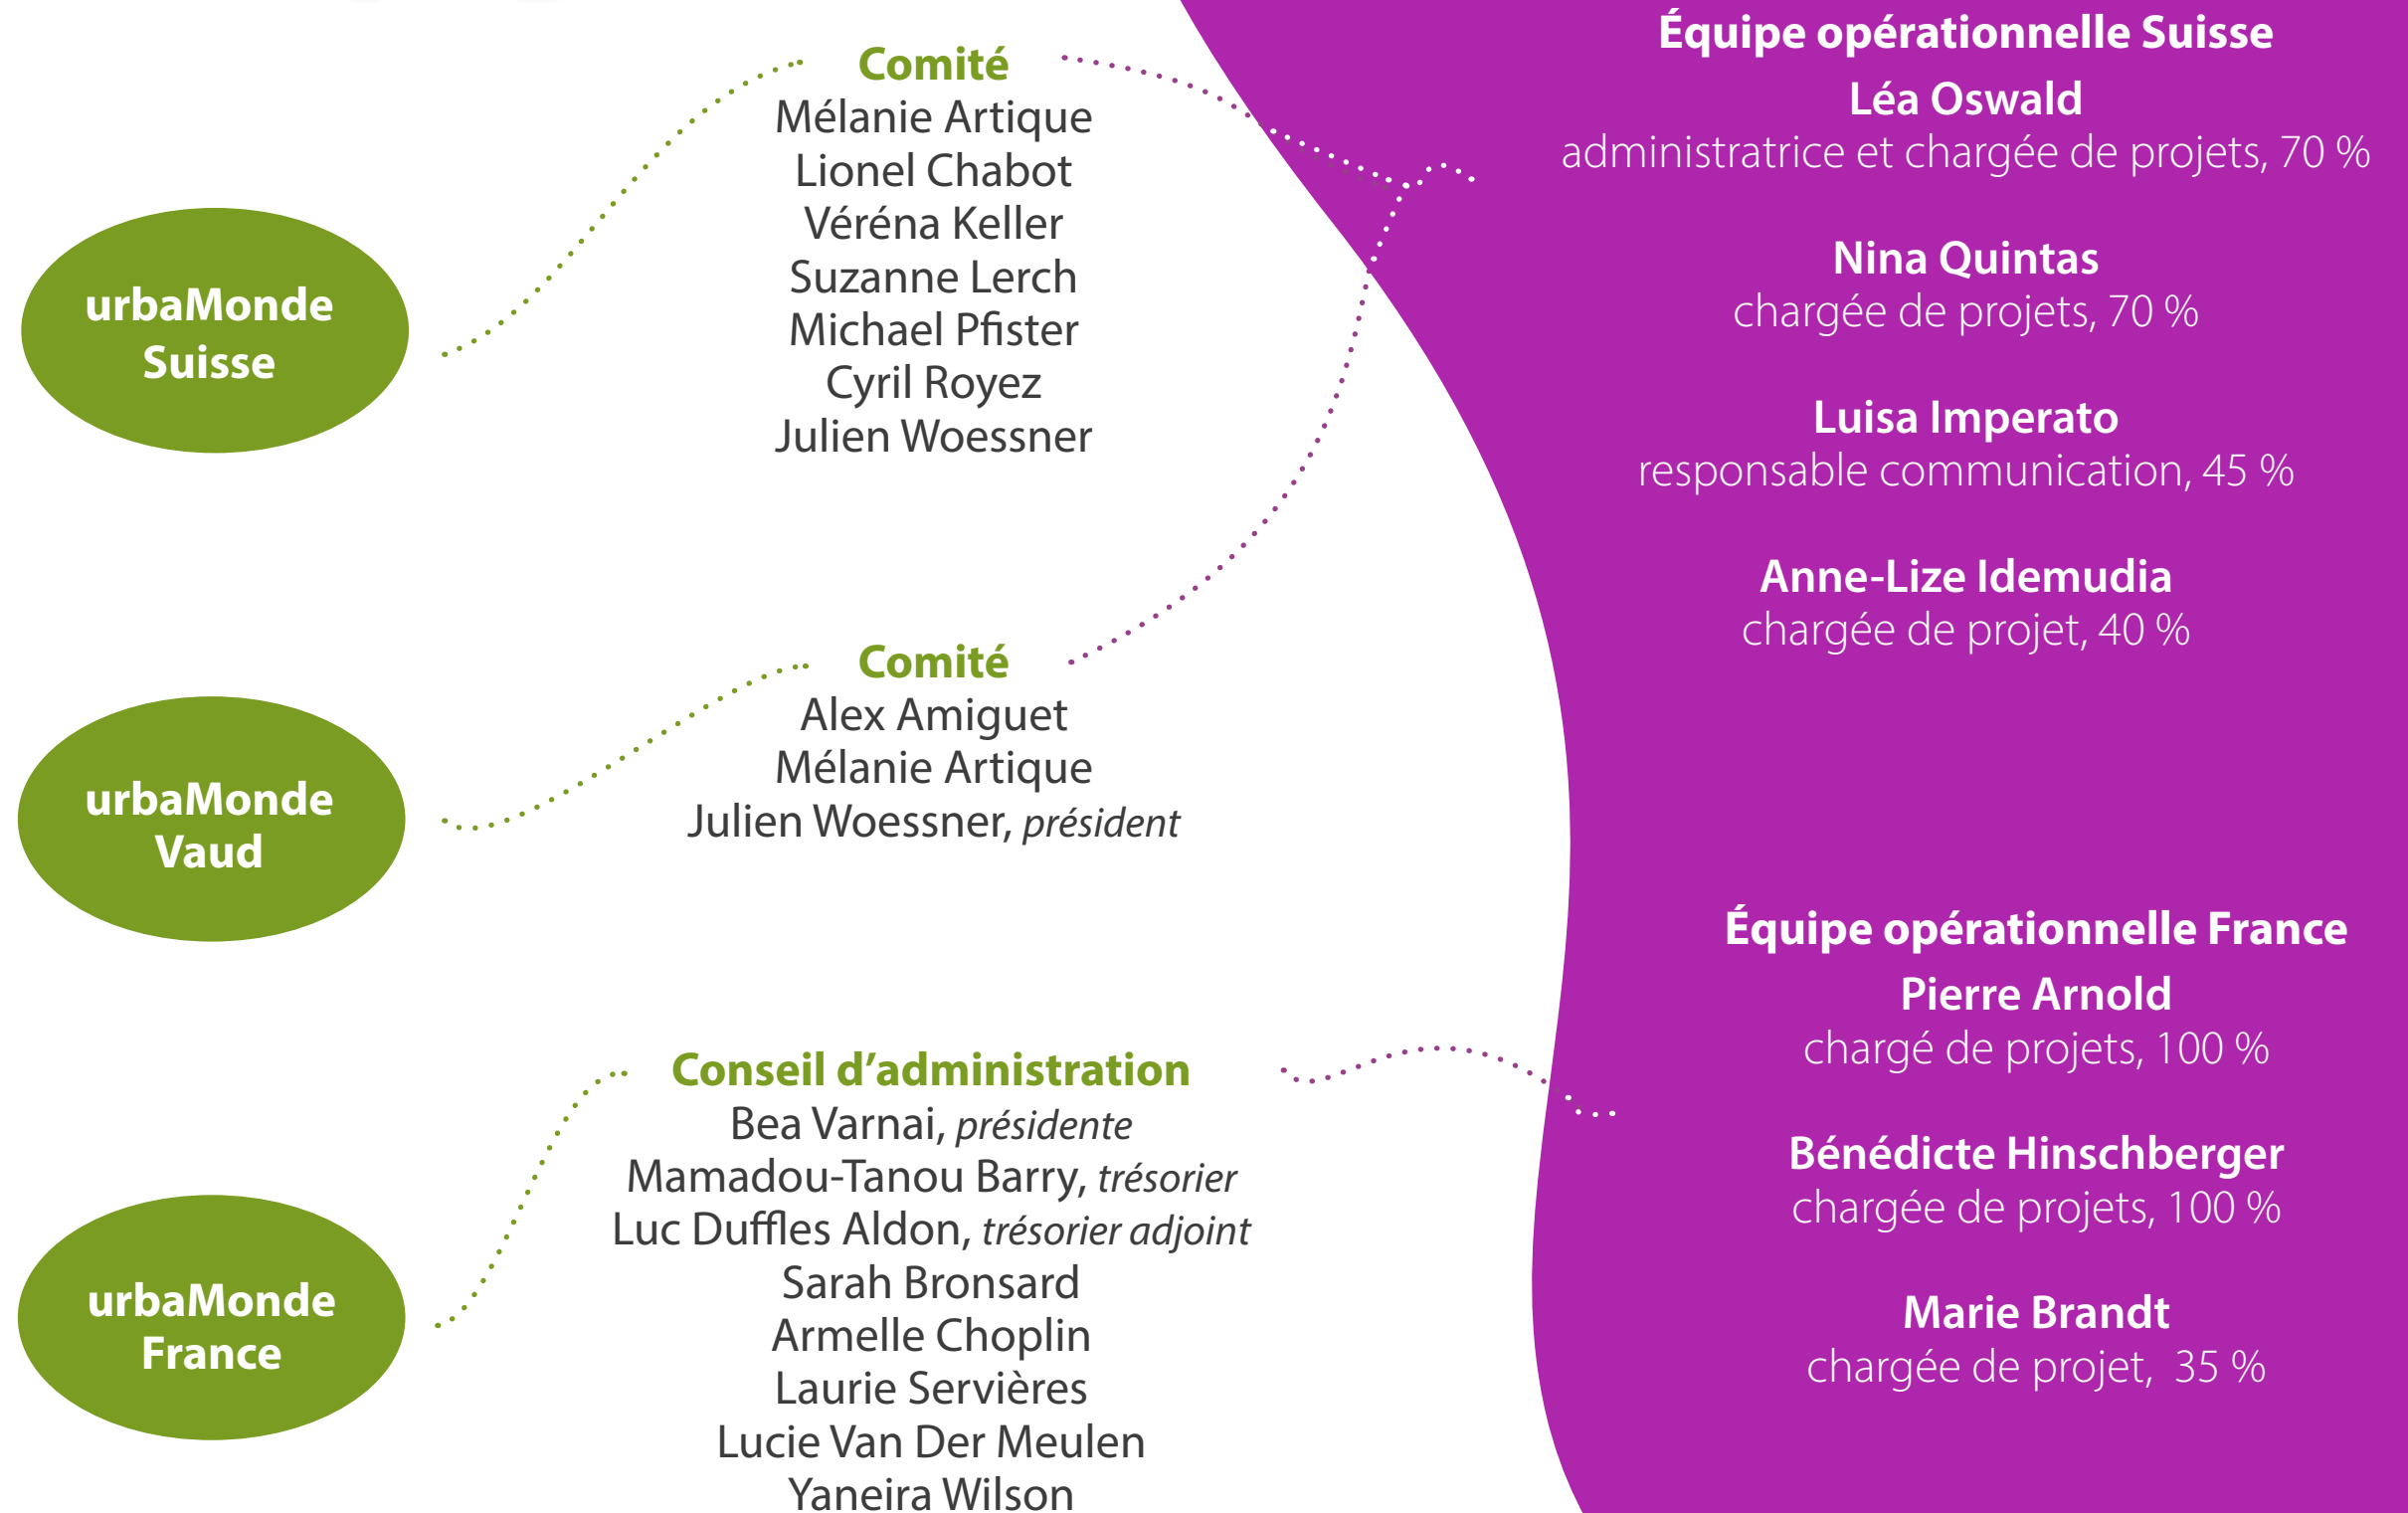 urbaMonde
Suisse
Comité
Mélanie Artique
Lionel Chabot
Véréna Keller
Suzanne Lerch
Michael Pfister
Cyril Royez
Julien Woessner
urbaMonde
Vaud
Comité
Alex Amiguet
Mélanie Artique
Julien Woessner, président
urbaMonde
France
Conseil d’administration
Bea Varnai, présidente
Mamadou-Tanou Barry, trésorier
Luc Duffles Aldon, trésorier adjoint
Sarah Bronsard
Armelle Choplin
Laurie Servières
Lucie Van Der Meulen
Yaneira Wilson
Équipe opérationnelle Suisse
Léa Oswald
administratrice et chargée de projets, 70 %
Nina Quintas
chargée de projets, 70 %
Luisa Imperato
responsable communication, 45 %
Anne-Lize Idemudia
chargée de projet, 40 %
Équipe opérationnelle France
Pierre Arnold
chargé de projets, 100 %
Bénédicte Hinschberger
chargée de projets, 100 %
Marie Brandt
chargée de projet, 35 %